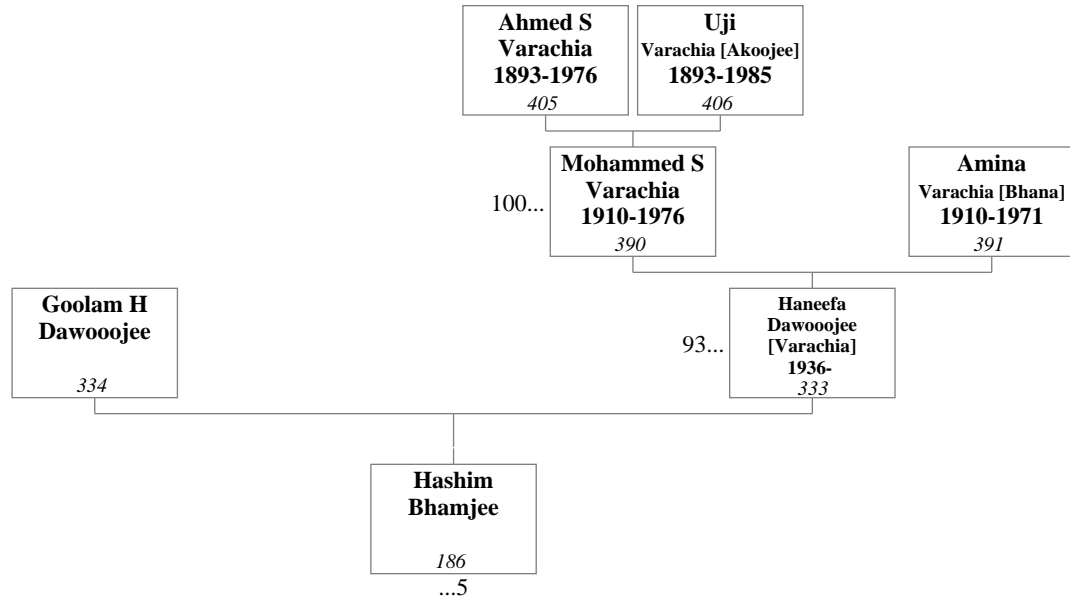 Ahmed S
Varachia
1893-1976
405
Uji
Varachia [Akoojee]
1893-1985
406
100...
Mohammed S
Varachia
1910-1976
390
Amina
Varachia [Bhana]
1910-1971
391
Goolam H
Dawooojee
334
93...
Haneefa
Dawooojee
[Varachia]
1936-
333
Hashim
Bhamjee
186
...5